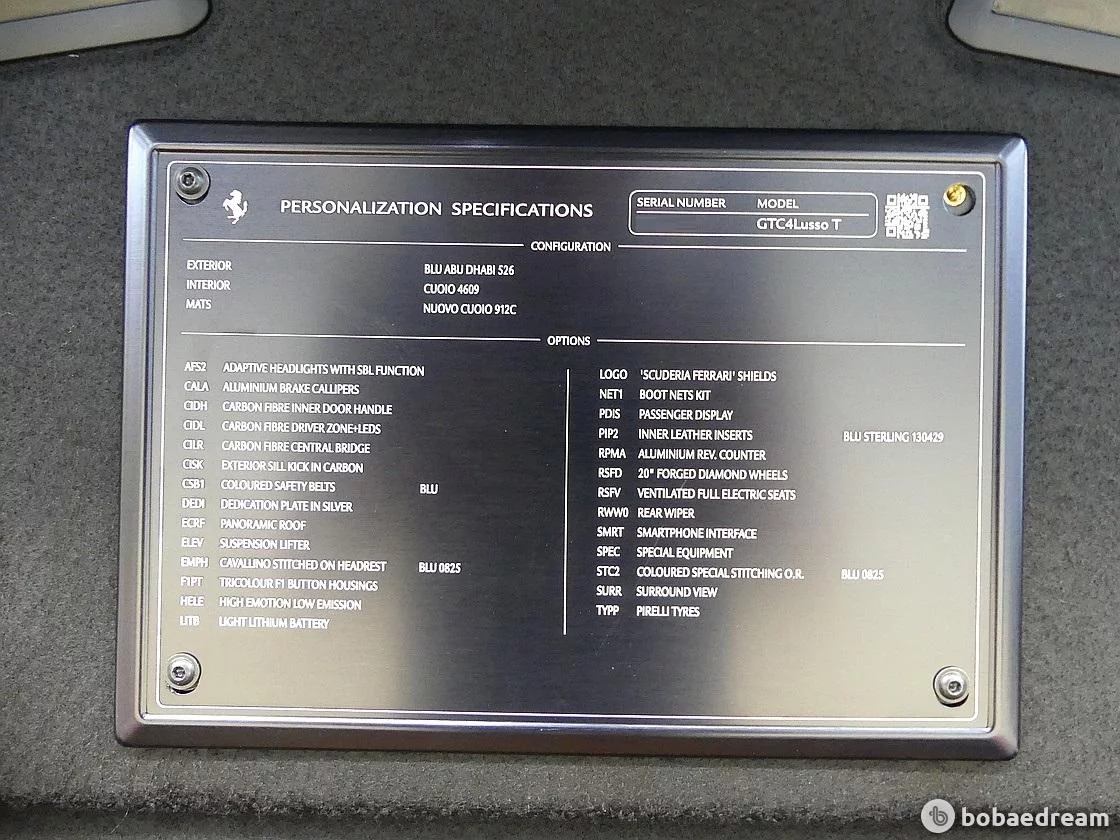 PERSONALIZATION SPECIFICATIONS
SERIAL NUMBER MODEL
GTC4Lusso T
CONFIGURATION
EXTERIOR BLU ABU DHABI 526
INTERIOR CUOIO 4609
MATS NUOVO CUOIO 912C
OPTIONS
AFS2 ADAPTIVE HEADLIGHTS WITH SBL FUNCTION
CALA ALUMINIUM BRAKE CALLIPERS
CIDH CARBON FIBRE INNER DOOR HANDLE
CIDL CARBON FIBRE DRIVER ZONE+LEDS
CILR CARBON FIBRE CENTRAL BRIDGE
CISK EXTERIOR SILL KICK IN CARBON
CSB1 COLOURED SAFETY BELTS BLU
DEDI DEDICATION PLATE IN SILVER
ECRF PANORAMIC ROOF
ELEV SUSPENSION LIFTER
EMPH CAVALLINO STITCHED ON HEADREST BLU 0825
F1PT TRICOLOUR F1 BUTTON HOUSINGS
HELE HIGH EMOTION LOW EMISSION
LITB LIGHT LITHIUM BATTERY
LOGO 'SCUDERIA FERRARI' SHIELDS
NET1 BOOT NETS KIT
PDIS PASSENGER DISPLAY
PIP2 INNER LEATHER INSERTS BLU STERLING 130429
RPMA ALUMINIUM REV. COUNTER
RSFD 20" FORGED DIAMOND WHEELS
RSFV VENTILATED FULL ELECTRIC SEATS
RWW0 REAR WIPER
SMRT SMARTPHONE INTERFACE
SPEC SPECIAL EQUIPMENT
STC2 COLOURED SPECIAL STITCHING O.R. BLU 0825
SURR SURROUND VIEW
TYPP PIRELLI TYRES
bobaedream